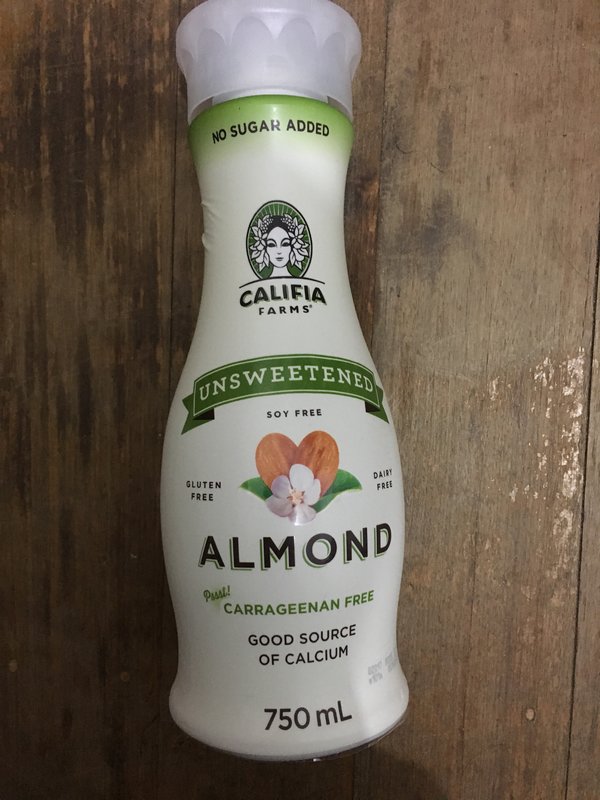 NO SUGAR ADDED
CALIFIA
FARMS®
UNSWEETENED
SOY FREE
GLUTEN
FREE
DAIRY
FREE
ALMOND
Pssst!
CARRAGEENAN FREE
GOOD SOURCE
OF CALCIUM
750 mL